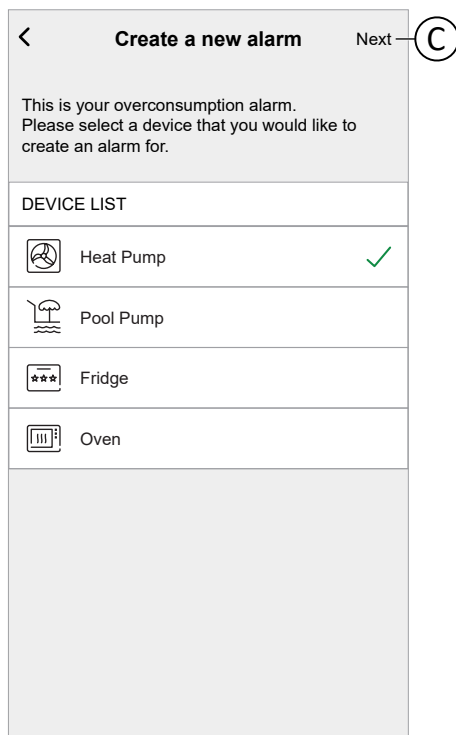 Create a new alarm Next C
This is your overconsumption alarm.
Please select a device that you would like to
create an alarm for.
DEVICE LIST
Heat Pump
Pool Pump
Fridge
Oven